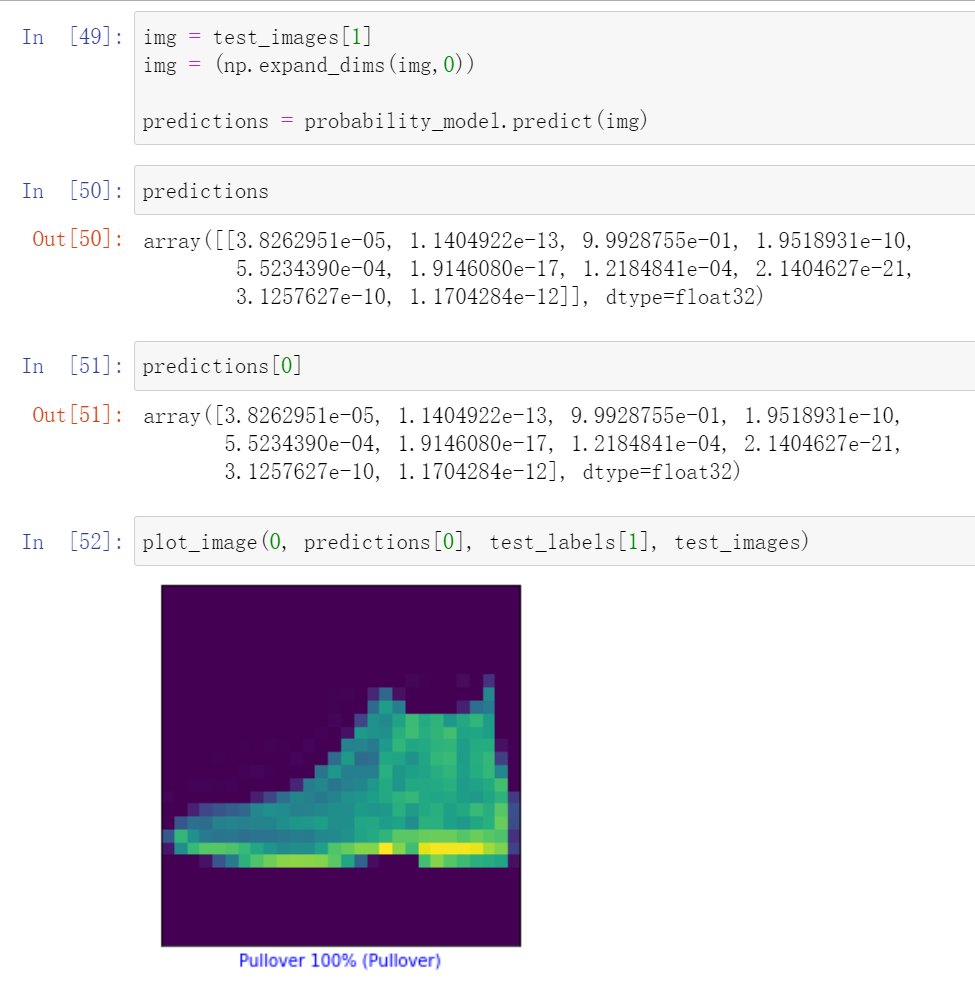 In [49]: img = test_images[1]
img = (np.expand_dims(img,0))
predictions = probability_model.predict(img)
In [50]: predictions
Out[50]: array([[3.8262951e-05, 1.1404922e-13, 9.9928755e-01, 1.9518931e-10,
5.5234390e-04, 1.9146080e-17, 1.2184841e-04, 2.1404627e-21,
3.1257627e-10, 1.1704284e-12]], dtype=float32)
In [51]: predictions[0]
Out[51]: array([3.8262951e-05, 1.1404922e-13, 9.9928755e-01, 1.9518931e-10,
5.5234390e-04, 1.9146080e-17, 1.2184841e-04, 2.1404627e-21,
3.1257627e-10, 1.1704284e-12], dtype=float32)
In [52]: plot_image(0, predictions[0], test_labels[1], test_images)
Pullover 100% (Pullover)